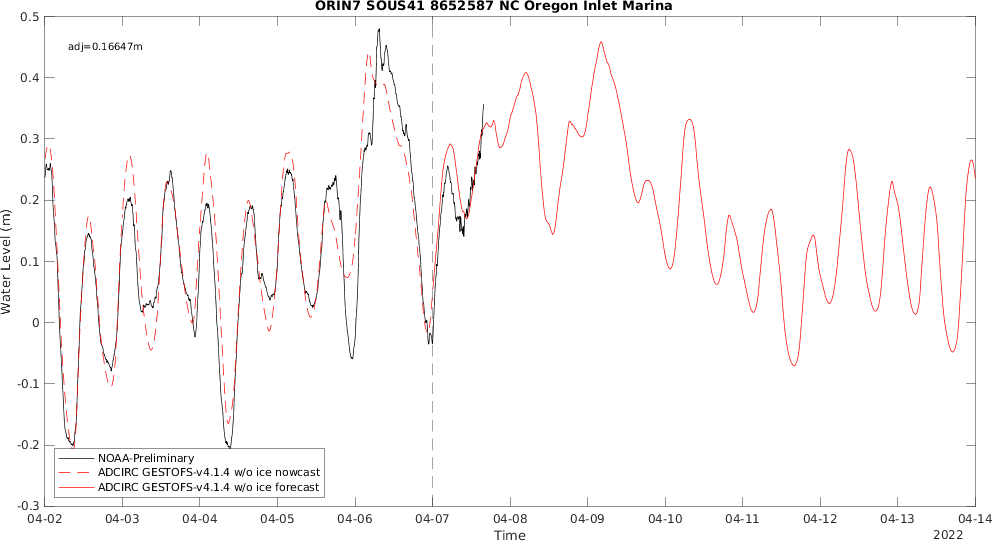 ORIN7 SOUS41 8652587 NC Oregon Inlet Marina
adj=0.16647m
0.5
0.4
0.3
0.2
0.1
0
-0.1
-0.2
-0.3
Water Level (m)
NOAA-Preliminary
ADCIRC GESTOFS-v4.1.4 w/o ice nowcast
ADCIRC GESTOFS-v4.1.4 w/o ice forecast
04-02 04-03 04-04 04-05 04-06 04-07 04-08 04-09 04-10 04-11 04-12 04-13 04-14
Time
2022